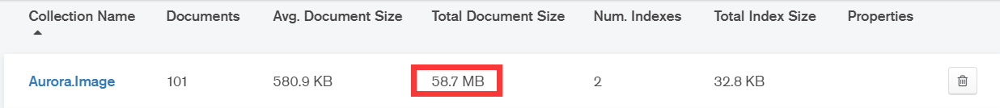 Collection Name Documents Avg. Document Size Total Document Size Num. Indexes Total Index Size Properties
Aurora.Image 101 580.9 KB 58.7 MB 2 32.8 KB